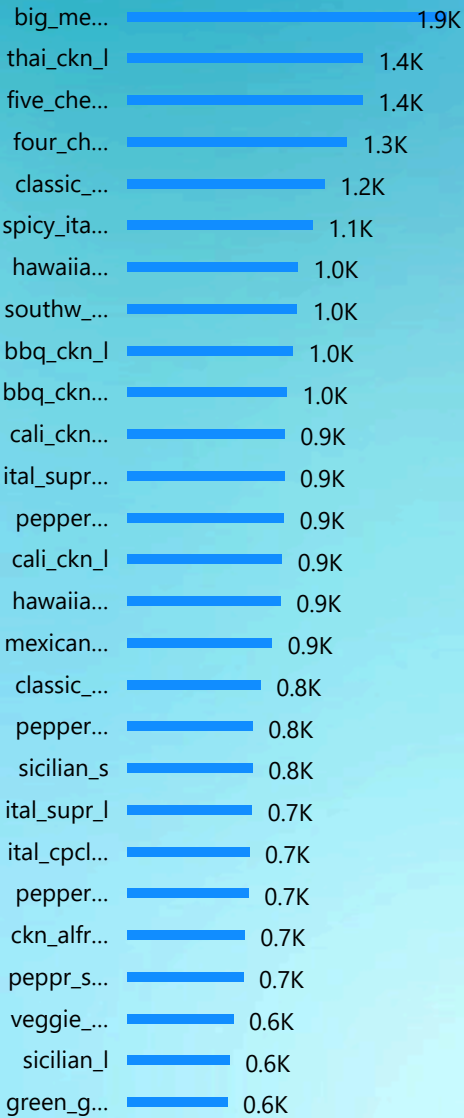 big_me... 1.9K
thai_ckn_l 1.4K
five_che... 1.4K
four_ch... 1.3K
classic_... 1.2K
spicy_ita... 1.1K
hawaiia... 1.0K
southw_... 1.0K
bbq_ckn_l 1.0K
bbq_ckn... 1.0K
cali_ckn... 0.9K
ital_supr... 0.9K
pepper... 0.9K
cali_ckn_l 0.9K
hawaiia... 0.9K
mexican... 0.9K
classic_... 0.8K
pepper... 0.8K
sicilian_s 0.8K
ital_supr_l 0.7K
ital_cpcl... 0.7K
pepper... 0.7K
ckn_alfr... 0.7K
peppr_s... 0.7K
veggie_... 0.6K
sicilian_l 0.6K
green_g... 0.6K